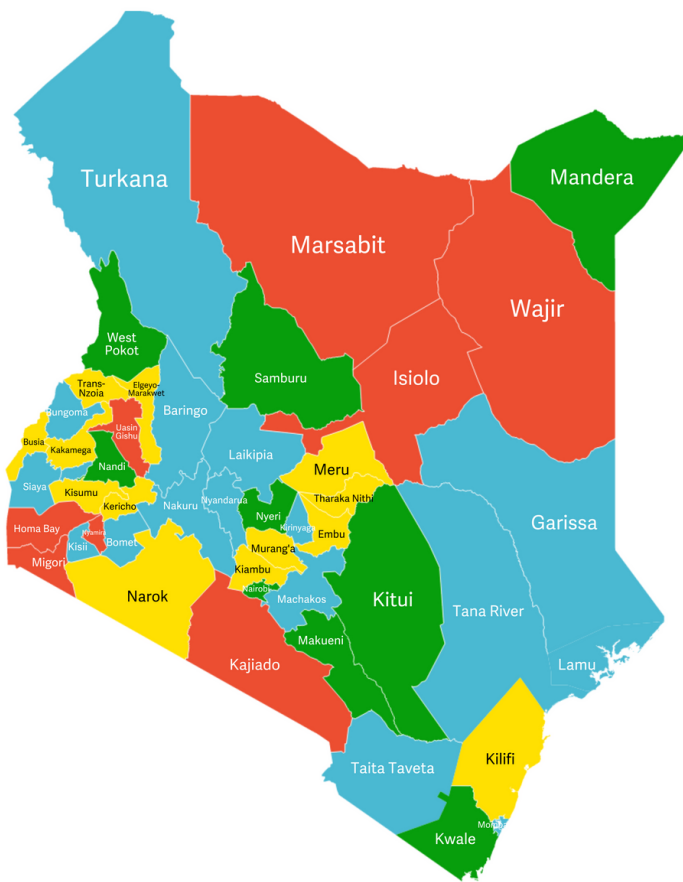 Turkana
Mandera
Marsabit
Wajir
West
Pokot
Isiolo
Samburu
Trans-
Nzoia
Elgeyo-
Marakwet
Baringo
Bungoma
Uasin
Gishu
Busia
Kakamega
Laikipia
Nandi
Meru
Siaya
Kisumu
Tharaka Nithi
Kericho
Nakuru
Nyandarua
Nyeri
Garissa
Homa Bay
Nyamira
Kirinyaga
Embu
Kisii
Bomet
Murang'a
Migori
Kiambu
Nairobi
Narok
Machakos
Kitui
Tana River
Makueni
Kajiado
Lamu
Kilifi
Taita Taveta
Kwale